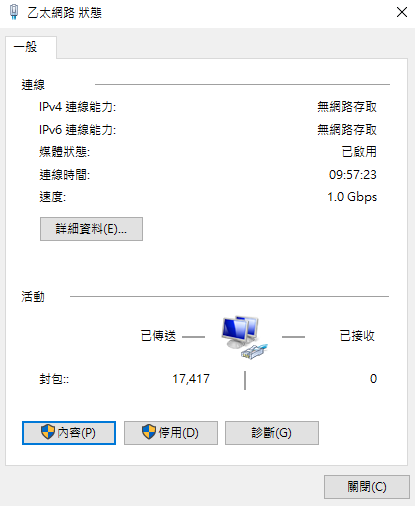 乙太網路 狀態
一般
連線
IPv4 連線能力: 無網路存取
IPv6 連線能力: 無網路存取
媒體狀態: 已啟用
連線時間: 09:57:23
速度: 1.0 Gbps
詳細資料(E)...
活動
已傳送 已接收
封包:: 17,417 0
內容(P) 停用(D) 診斷(G)
關閉(C)